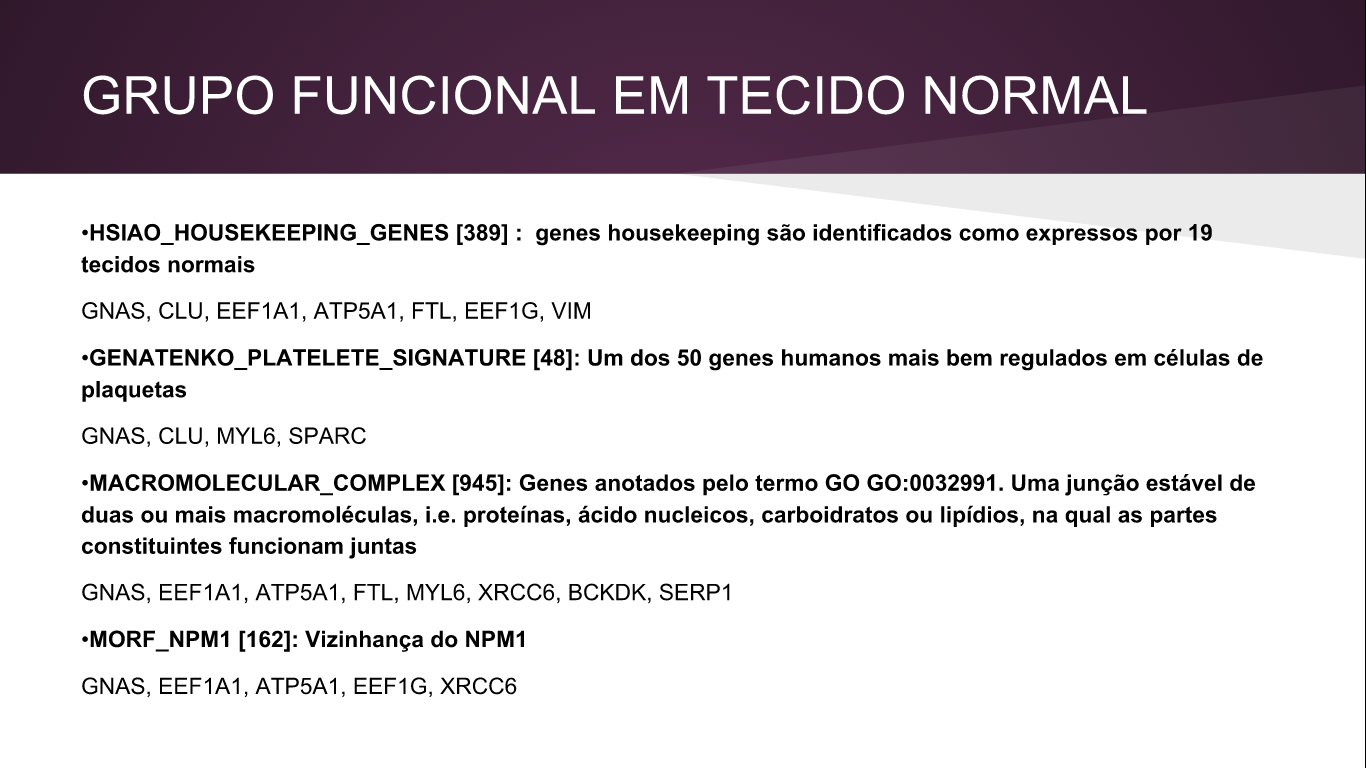 GRUPO FUNCIONAL EM TECIDO NORMAL
•HSIAO_HOUSEKEEPING_GENES [389] :  genes housekeeping são identificados como expressos por 19
tecidos normais
GNAS, CLU, EEF1A1, ATP5A1, FTL, EEF1G, VIM
•GENATENKO_PLATELETE_SIGNATURE [48]: Um dos 50 genes humanos mais bem regulados em células de
plaquetas
GNAS, CLU, MYL6, SPARC
•MACROMOLECULAR_COMPLEX [945]: Genes anotados pelo termo GO GO:0032991. Uma junção estável de
duas ou mais macromoléculas, i.e. proteínas, ácido nucleicos, carboidratos ou lipídios, na qual as partes
constituintes funcionam juntas
GNAS, EEF1A1, ATP5A1, FTL, MYL6, XRCC6, BCKDK, SERP1
•MORF_NPM1 [162]: Vizinhança do NPM1
GNAS, EEF1A1, ATP5A1, EEF1G, XRCC6